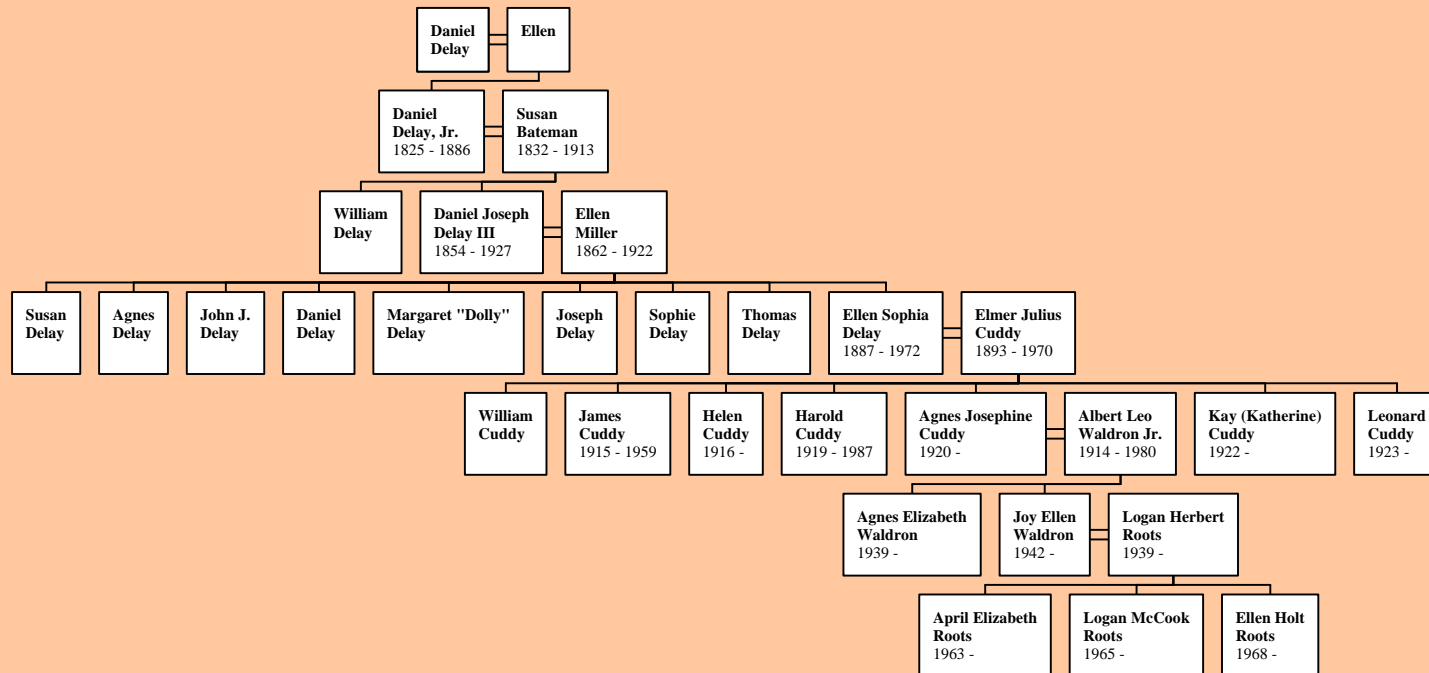 Daniel
Delay
Ellen
Daniel
Delay, Jr.
1825 - 1886
Susan
Bateman
1832 - 1913
William
Delay
Daniel Joseph
Delay III
1854 - 1927
Ellen
Miller
1862 - 1922
Susan
Delay
Agnes
Delay
John J.
Delay
Daniel
Delay
Margaret "Dolly"
Delay
Joseph
Delay
Sophie
Delay
Thomas
Delay
Ellen Sophia
Delay
1887 - 1972
Elmer Julius
Cuddy
1893 - 1970
William
Cuddy
James
Cuddy
1915 - 1959
Helen
Cuddy
1916 -
Harold
Cuddy
1919 - 1987
Agnes Josephine
Cuddy
1920 -
Albert Leo
Waldron Jr.
1914 - 1980
Kay (Katherine)
Cuddy
1922 -
Leonard
Cuddy
1923 -
Agnes Elizabeth
Waldron
1939 -
Joy Ellen
Waldron
1942 -
Logan Herbert
Roots
1939 -
April Elizabeth
Roots
1963 -
Logan McCook
Roots
1965 -
Ellen Holt
Roots
1968 -